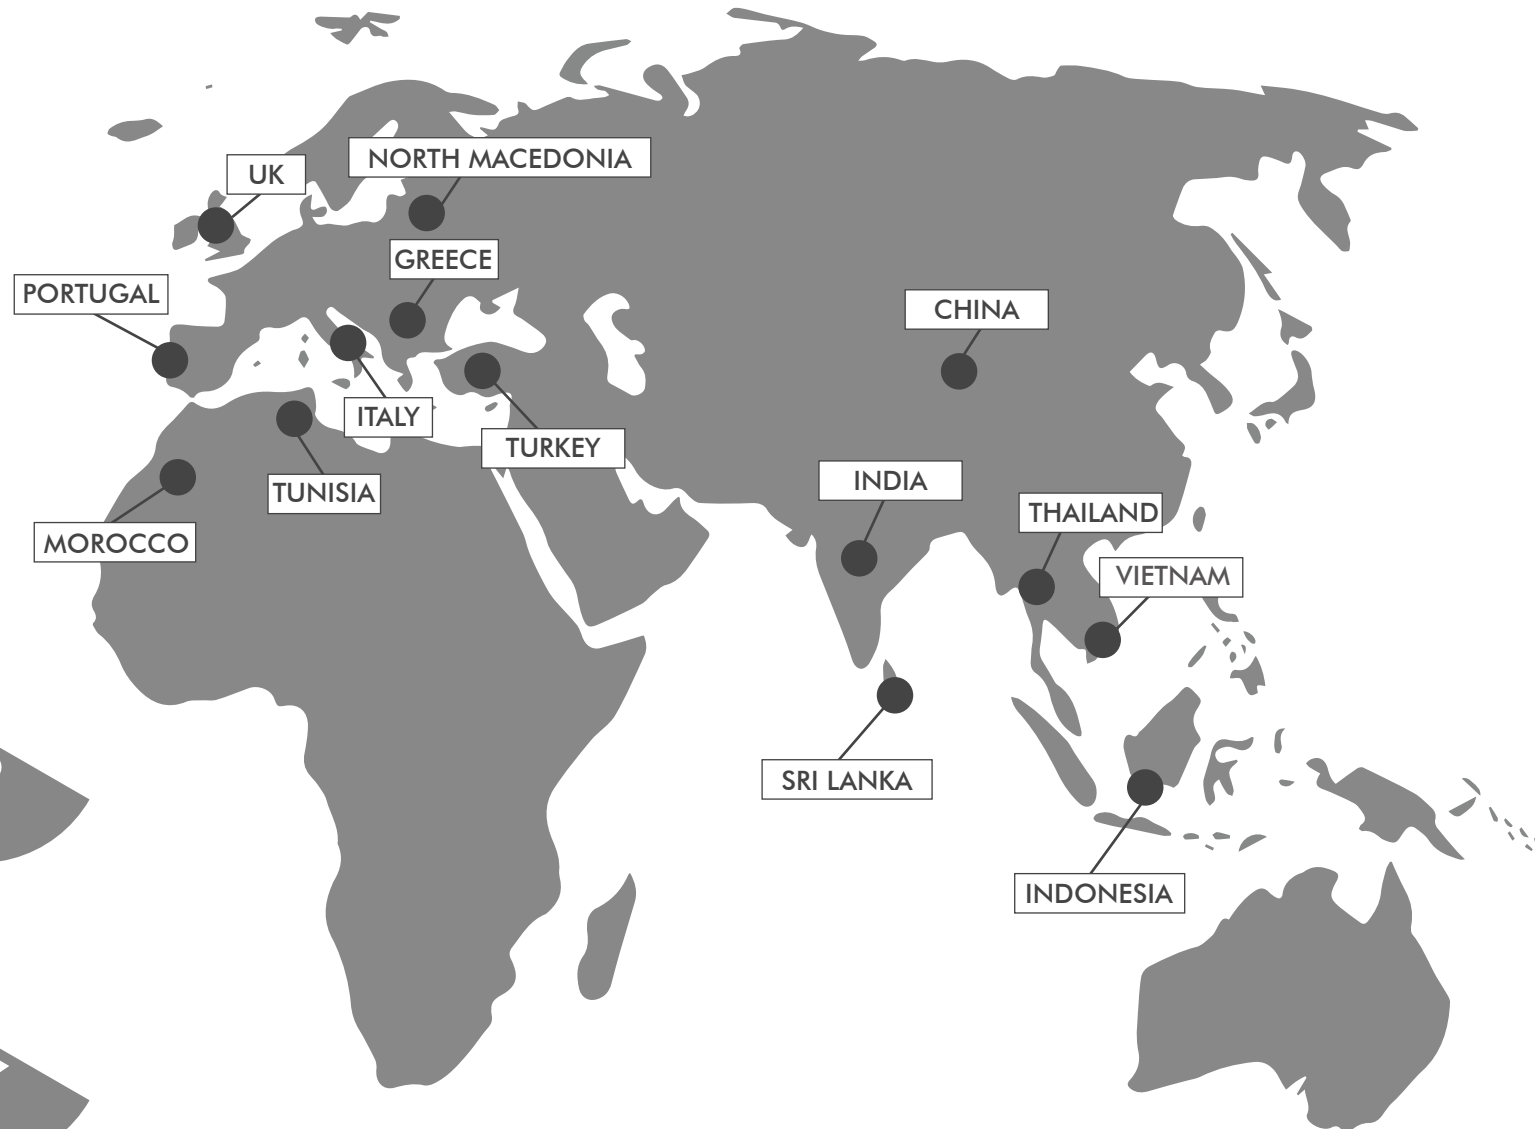 NORTH MACEDONIA
UK
GREECE
PORTUGAL
CHINA
ITALY
TURKEY
INDIA
TUNISIA
THAILAND
MOROCCO
VIETNAM
SRI LANKA
INDONESIA